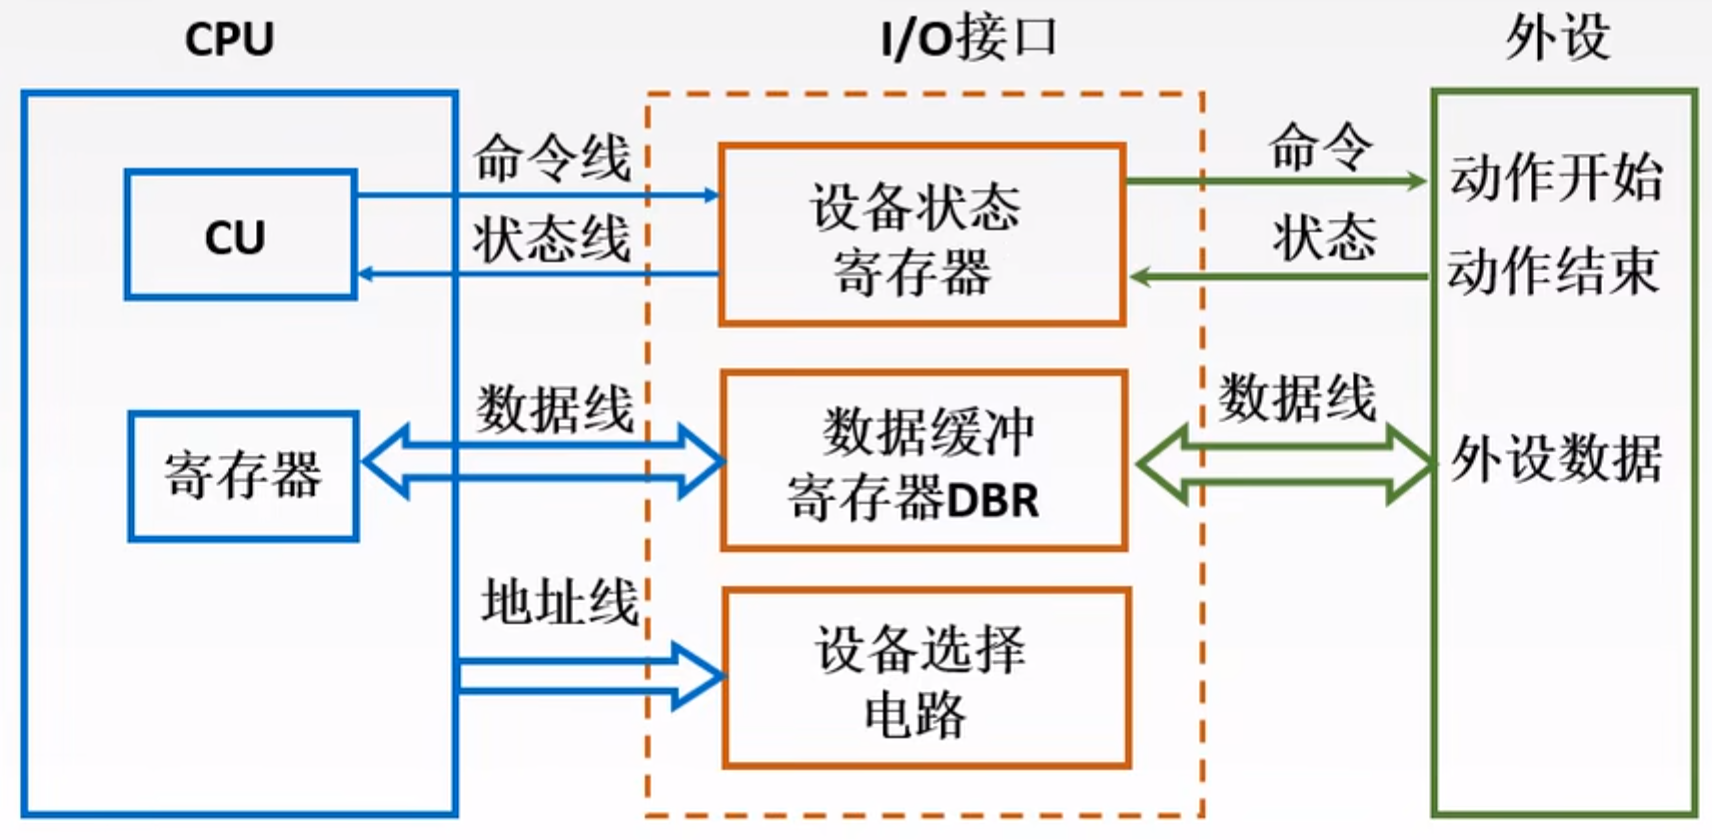 CPU
I/O接口
外设
命令线
命令
动作开始
CU
设备状态
寄存器
状态线
状态
动作结束
数据线
数据线
寄存器
数据缓冲
寄存器DBR
外设数据
地址线
设备选择
电路